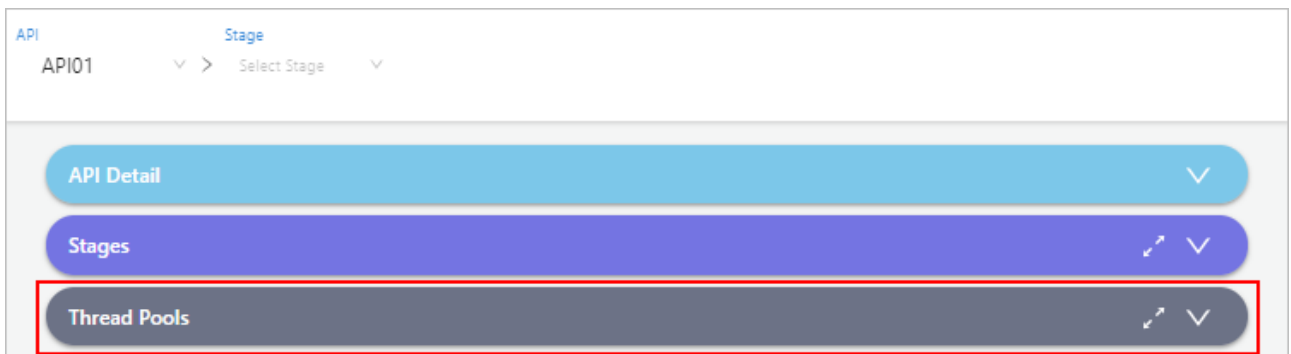 API Stage
API01 > Select Stage
API Detail
Stages
Thread Pools